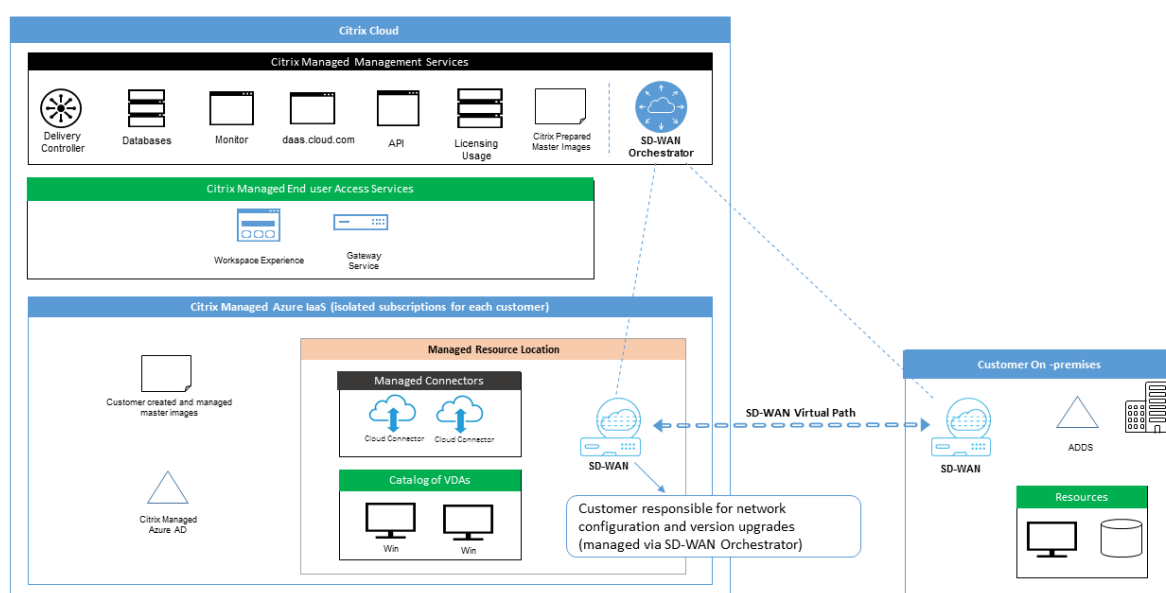 Citrix Cloud
Citrix Managed Management Services
Delivery
Controller
Databases
Monitor
daas.cloud.com
API
Licensing
Usage
Citrix Prepared
Master Images
SD-WAN
Orchestrator
Citrix Managed End user Access Services
Workspace Experience
Gateway
Service
Citrix Managed Azure IaaS (isolated subscriptions for each customer)
Customer created and managed
master images
Citrix Managed
Azure AD
Managed Resource Location
Managed Connectors
Cloud Connector
Cloud Connector
Catalog of VDAs
Win
Win
SD-WAN
Customer responsible for network
configuration and version upgrades
(managed via SD-WAN Orchestrator)
SD-WAN Virtual Path
Customer On -premises
SD-WAN
ADDS
Resources